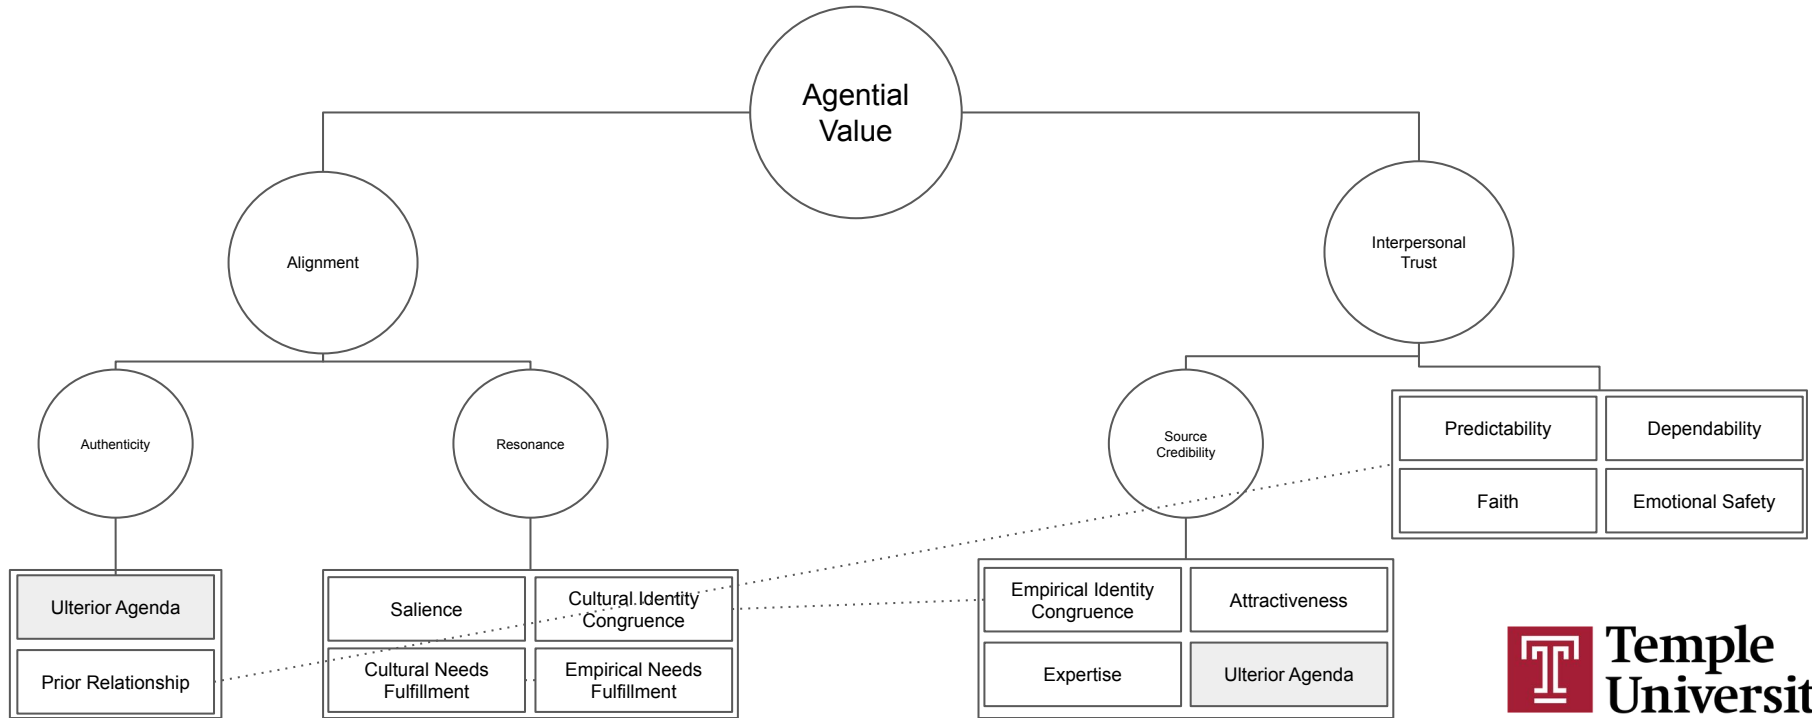 Agential
Value
Alignment
Interpersonal
Trust
Authenticity
Resonance
Source
Credibility
Predictability
Dependability
Faith
Emotional Safety
Ulterior Agenda
Prior Relationship
Salience
Cultural Identity
Congruence
Cultural Needs
Fulfillment
Empirical Needs
Fulfillment
Empirical Identity
Congruence
Attractiveness
Expertise
Ulterior Agenda
Temple
Universit